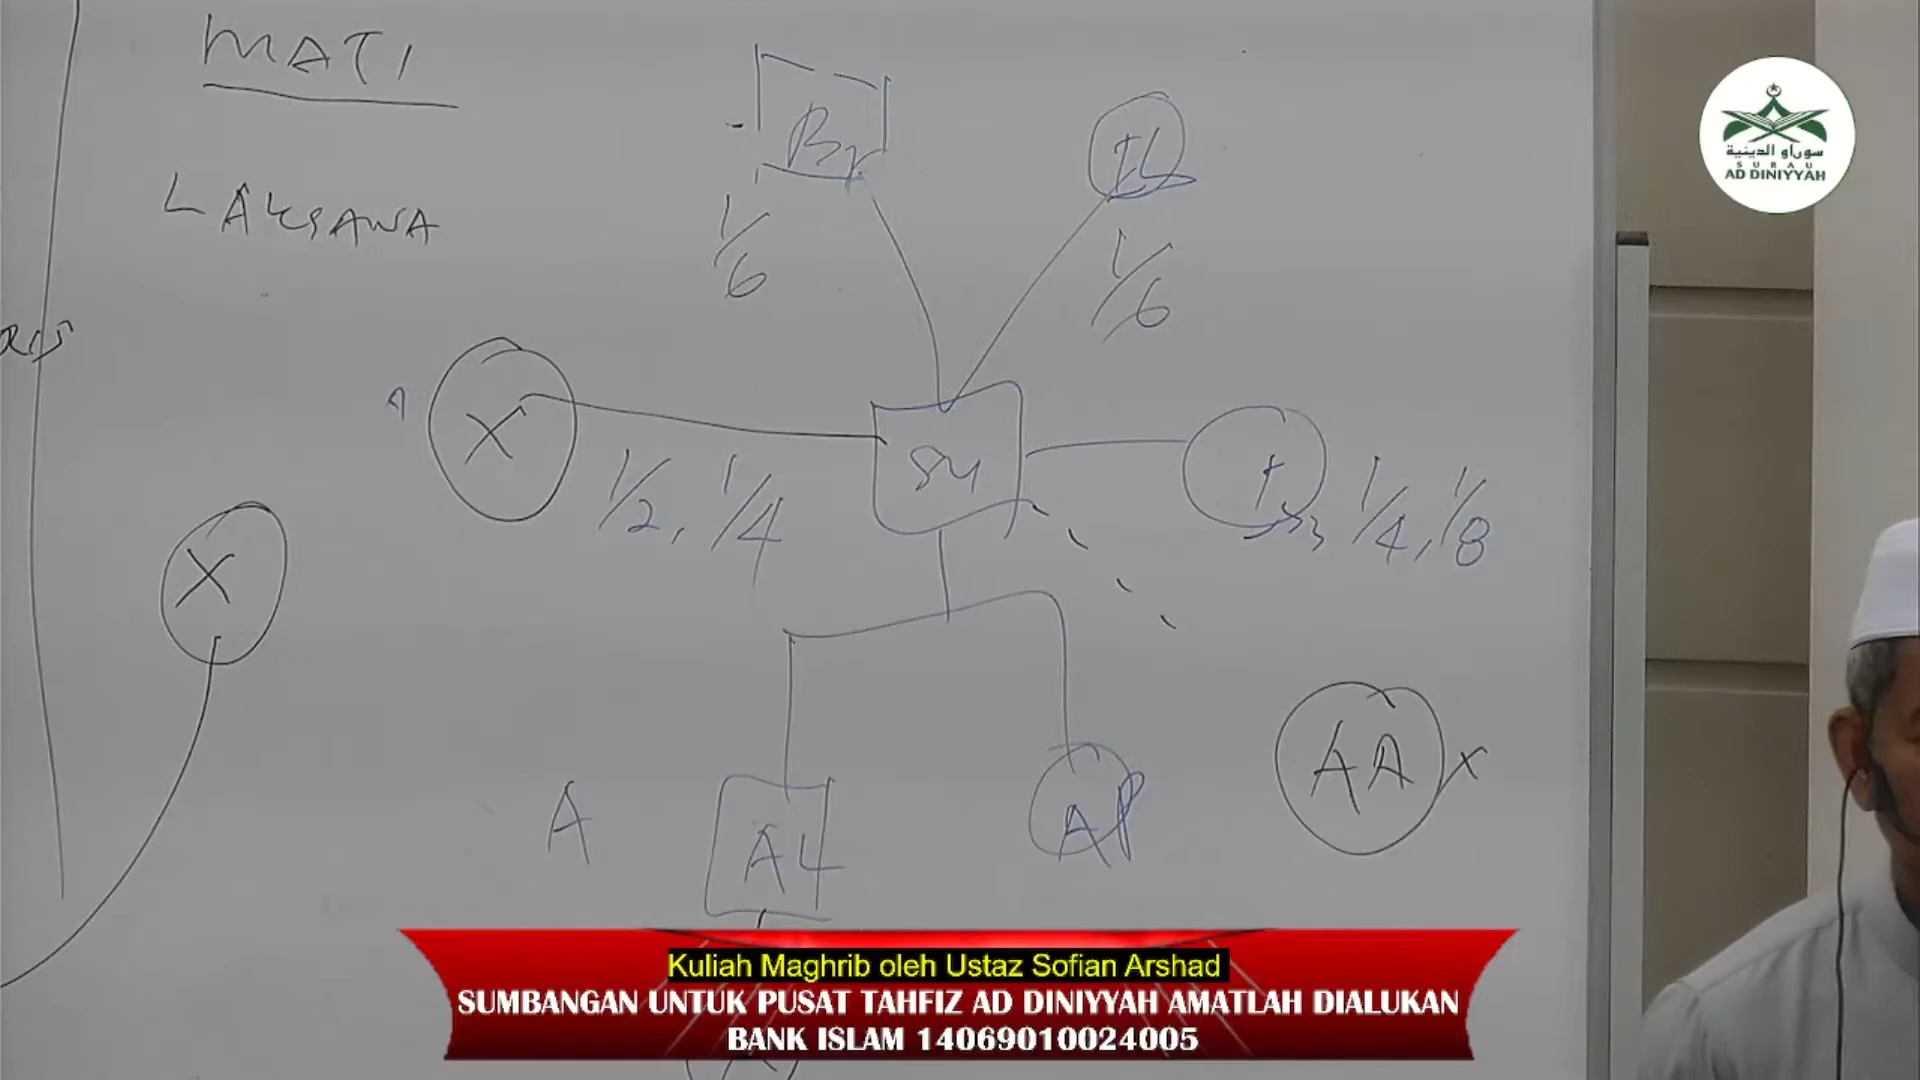 MATI
LAKSANA
Br
Ib
1/6
1/6
X
1/2, 1/4
SU
1/4, 1/8
X
A
AL
AP
AA X
سوراو الدينية
SURAU
AD DINIYYAH
Kuliah Maghrib oleh Ustaz Sofian Arshad
SUMBANGAN UNTUK PUSAT TAHFIZ AD DINIYYAH AMATLAH DIALUKAN
BANK ISLAM 14069010024005